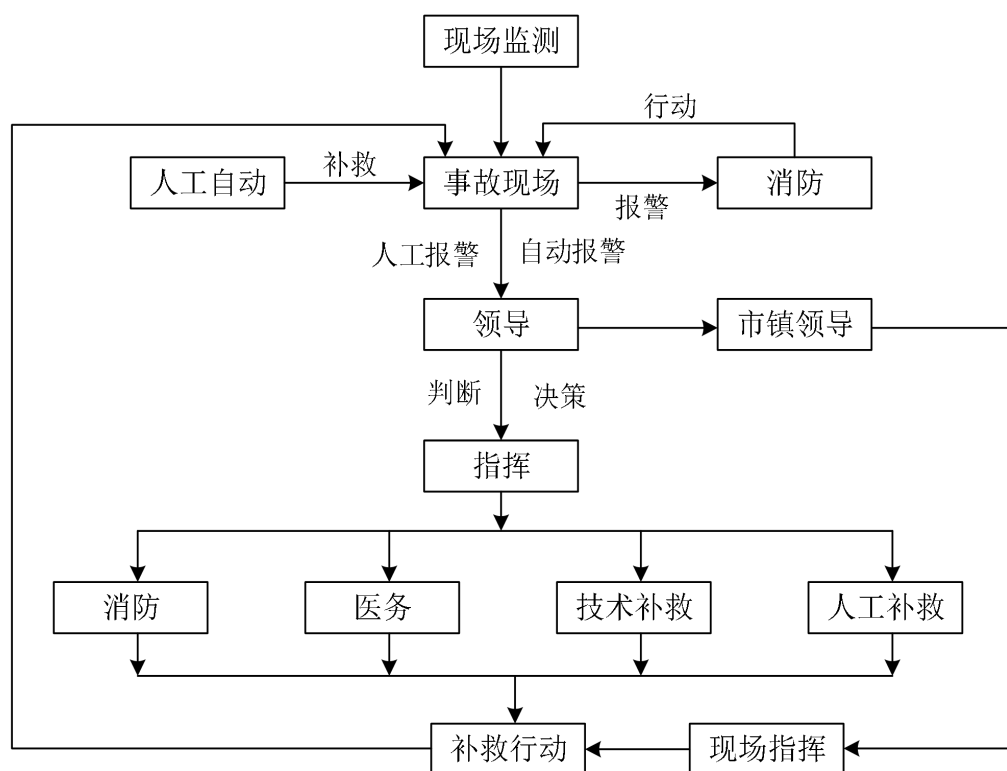 现场监测
行动
人工自动
补救
事故现场
报警
消防
人工报警
自动报警
领导
市镇领导
判断
决策
指挥
消防
医务
技术补救
人工补救
补救行动
现场指挥